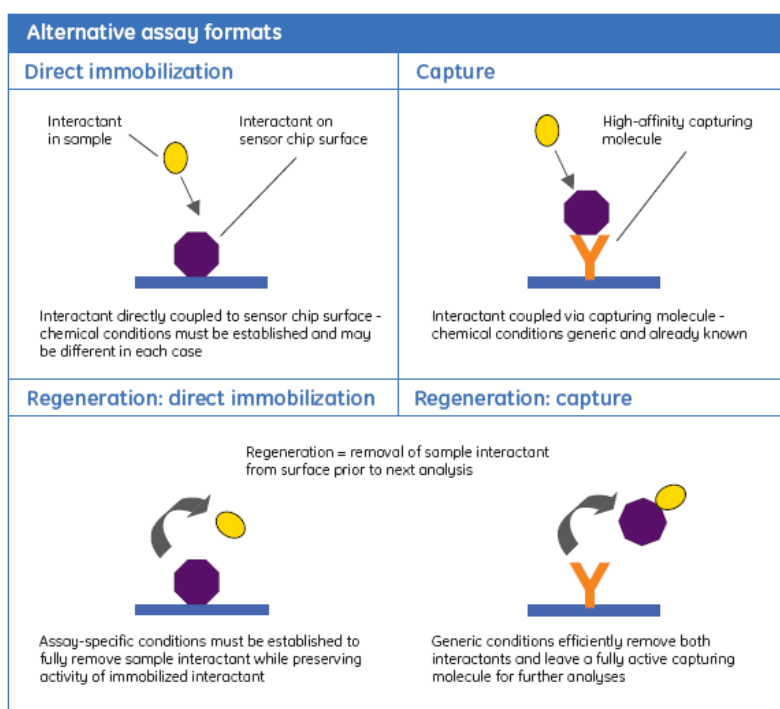 Alternative assay formats
Direct immobilization
Capture
Interactant
in sample
Interactant on
sensor chip surface
High-affinity capturing
molecule
Interactant directly coupled to sensor chip surface -
chemical conditions must be established and may
be different in each case
Interactant coupled via capturing molecule -
chemical conditions generic and already known
Regeneration: direct immobilization
Regeneration: capture
Regeneration = removal of sample interactant
from surface prior to next analysis
Assay-specific conditions must be established to
fully remove sample interactant while preserving
activity of immobilized interactant
Generic conditions efficiently remove both
interactants and leave a fully active capturing
molecule for further analyses